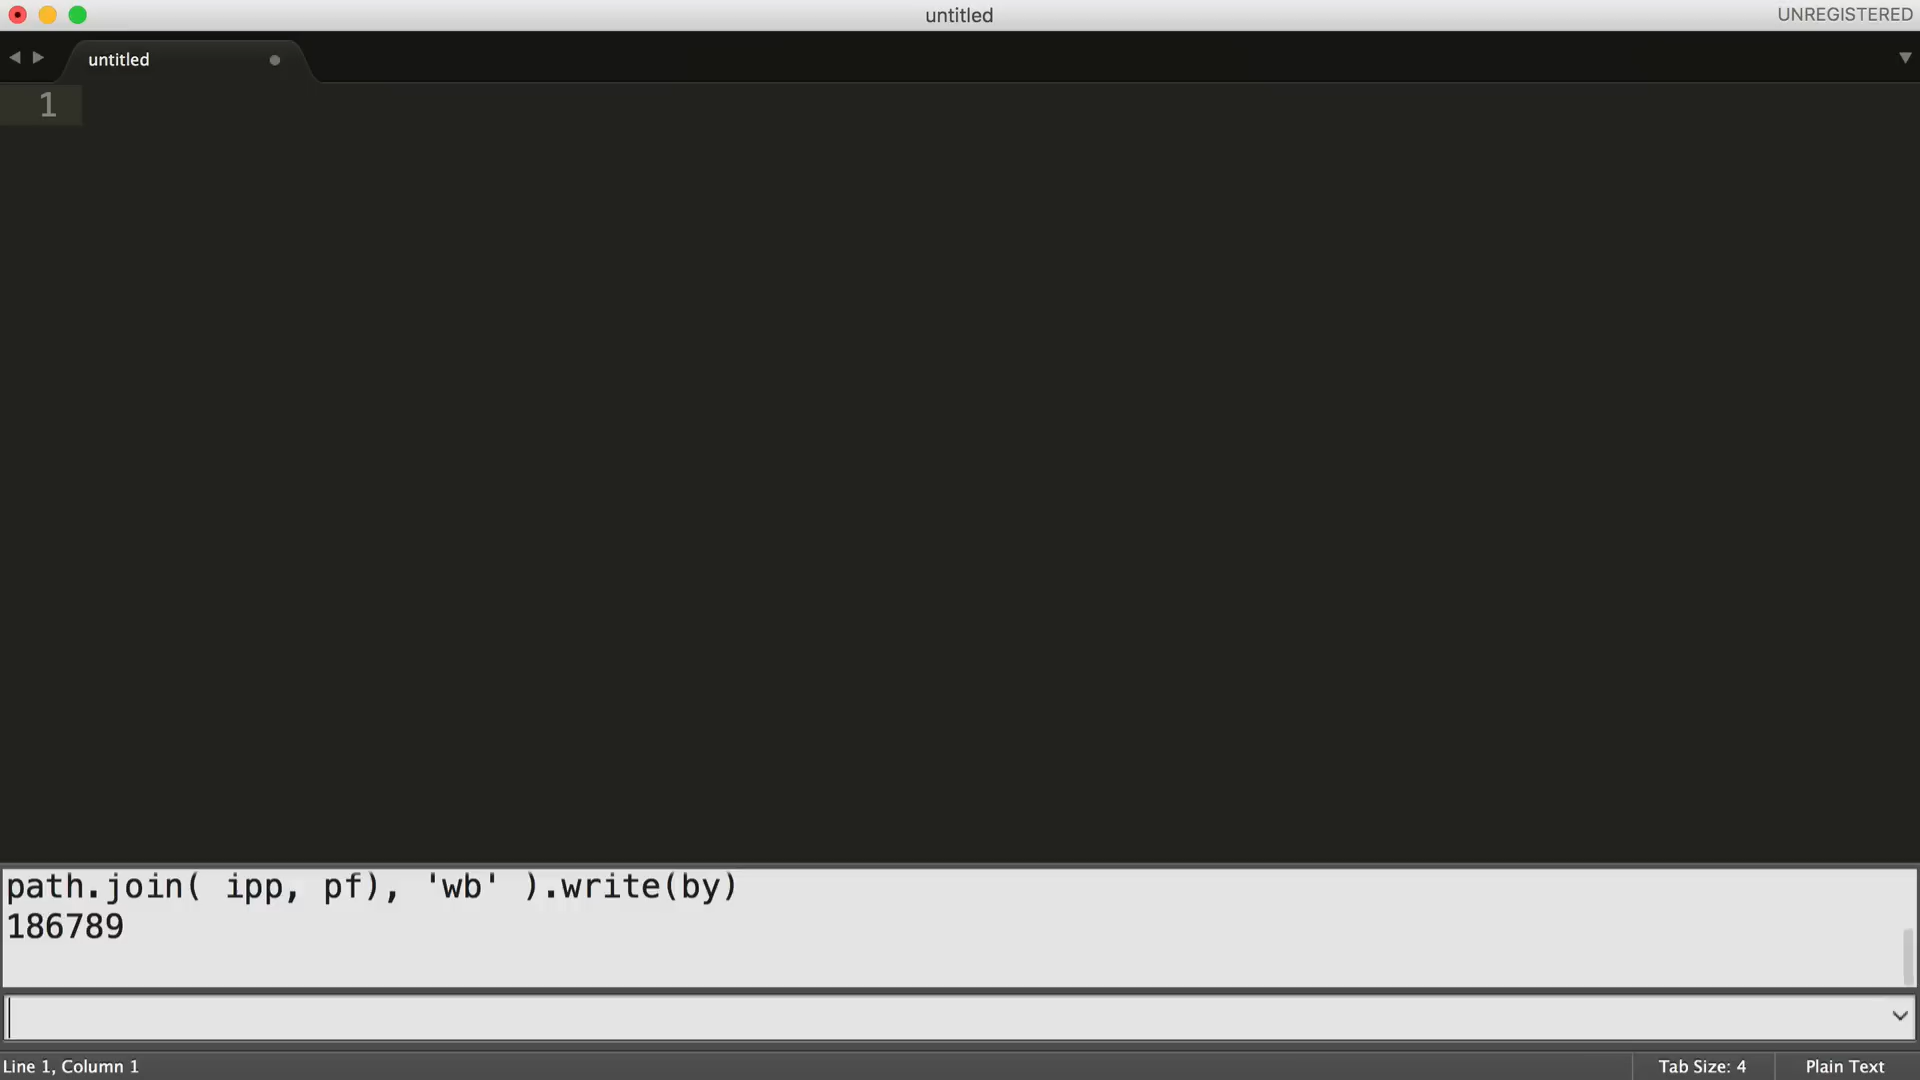 untitled
UNREGISTERED
untitled
1
path.join( ipp, pf), 'wb' ).write(by)
186789
Line 1, Column 1
Tab Size: 4
Plain Text